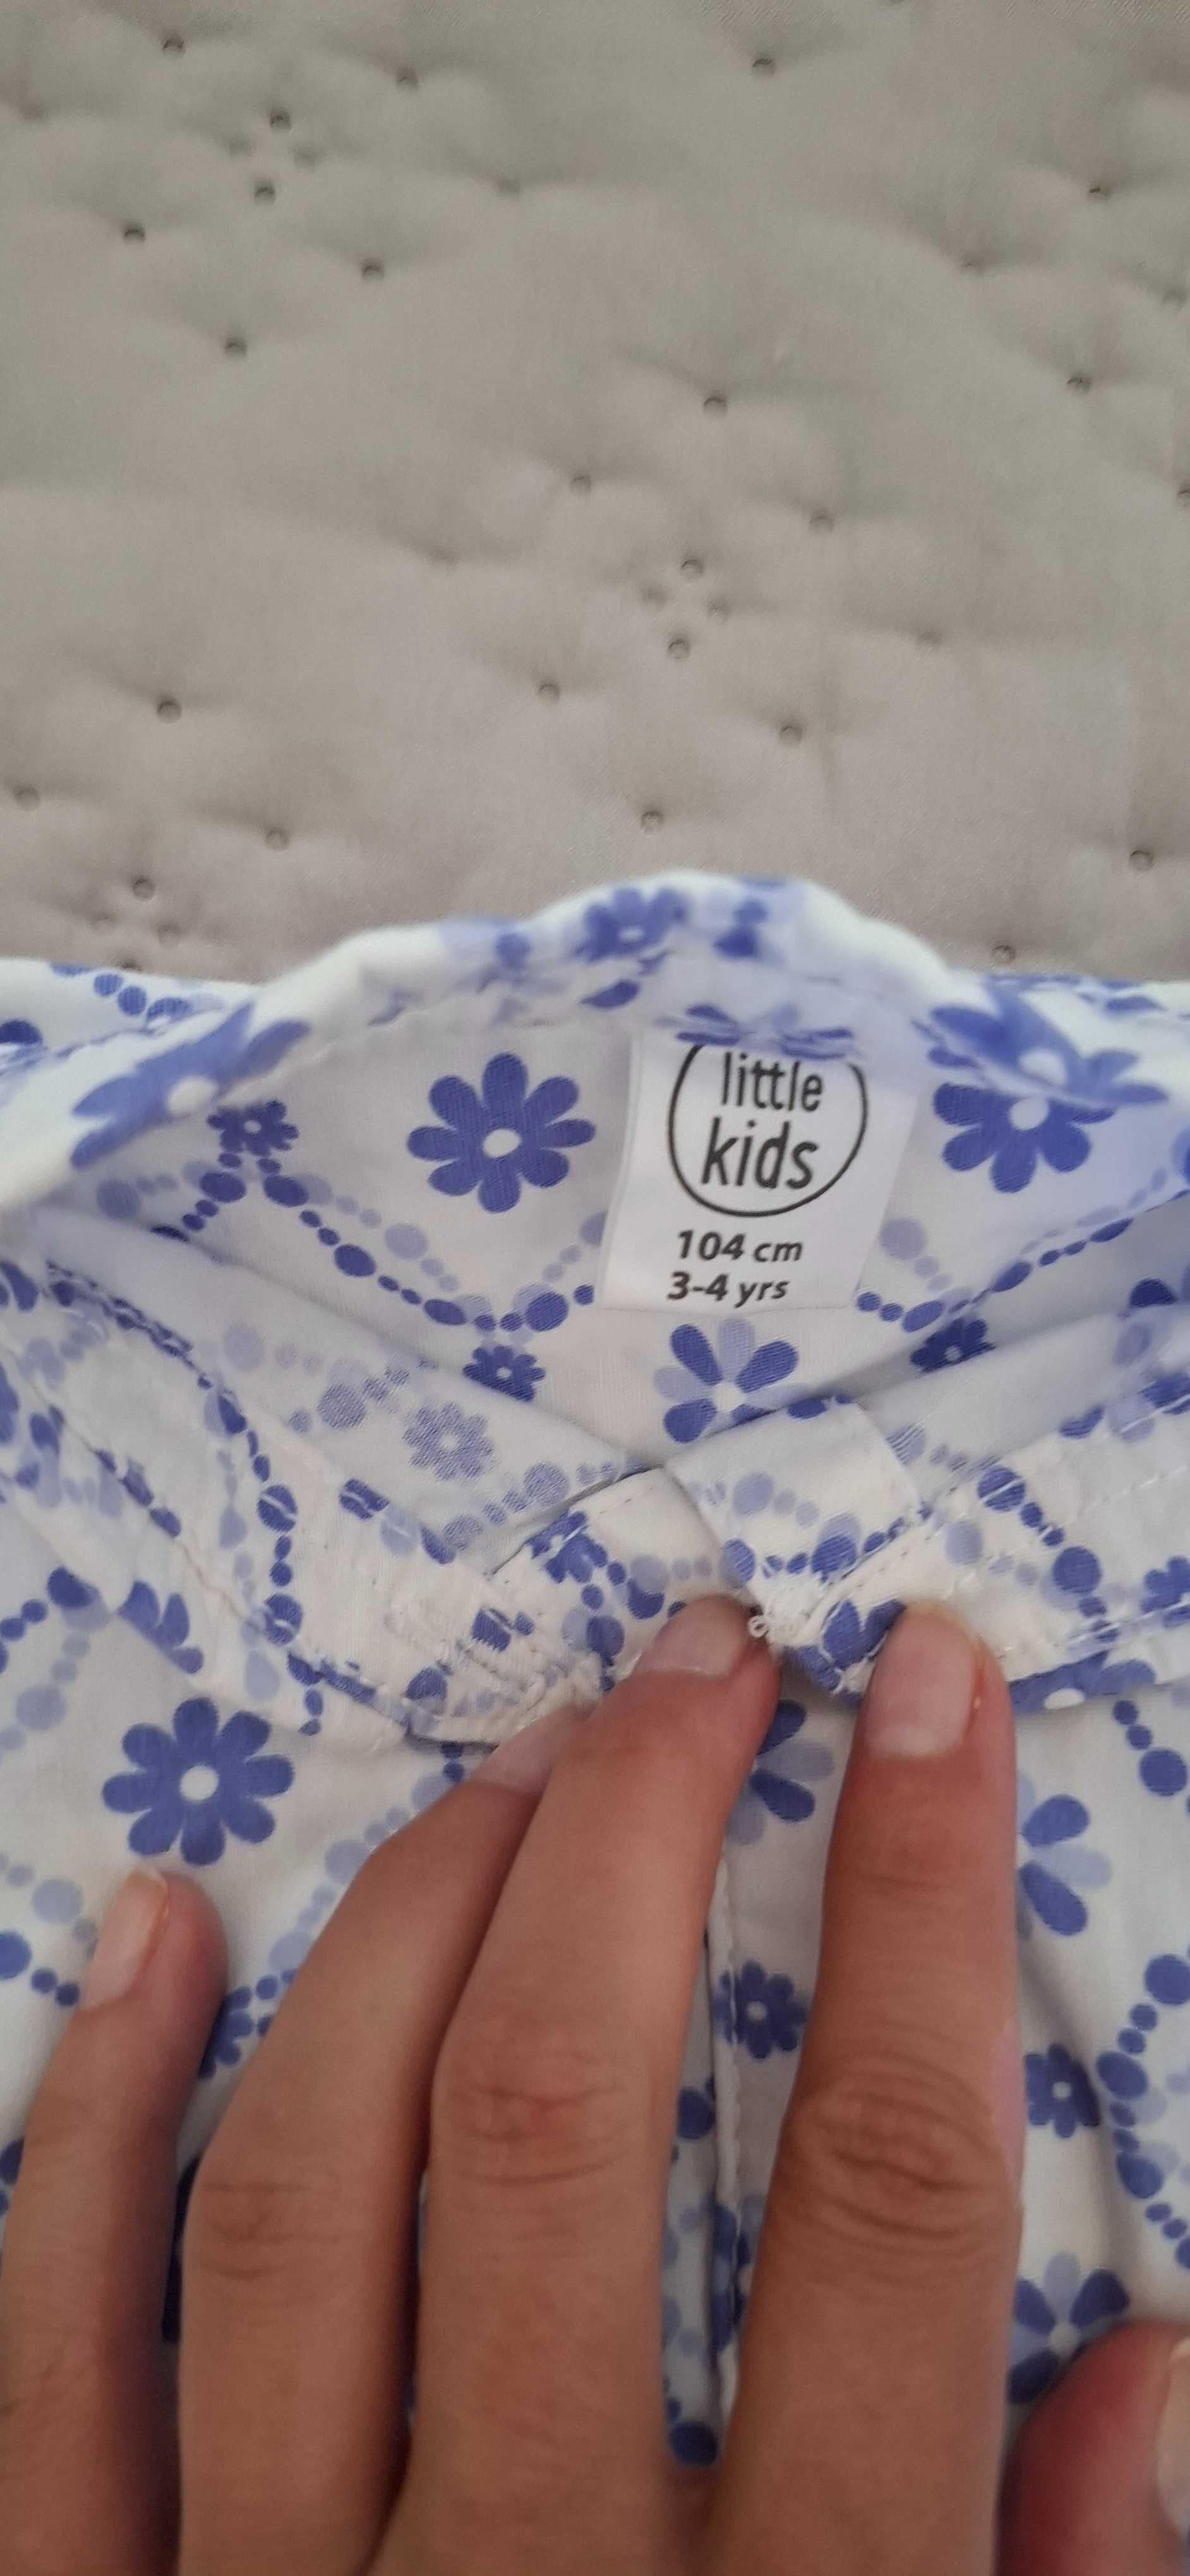 little
kids
104 cm
3-4 yrs